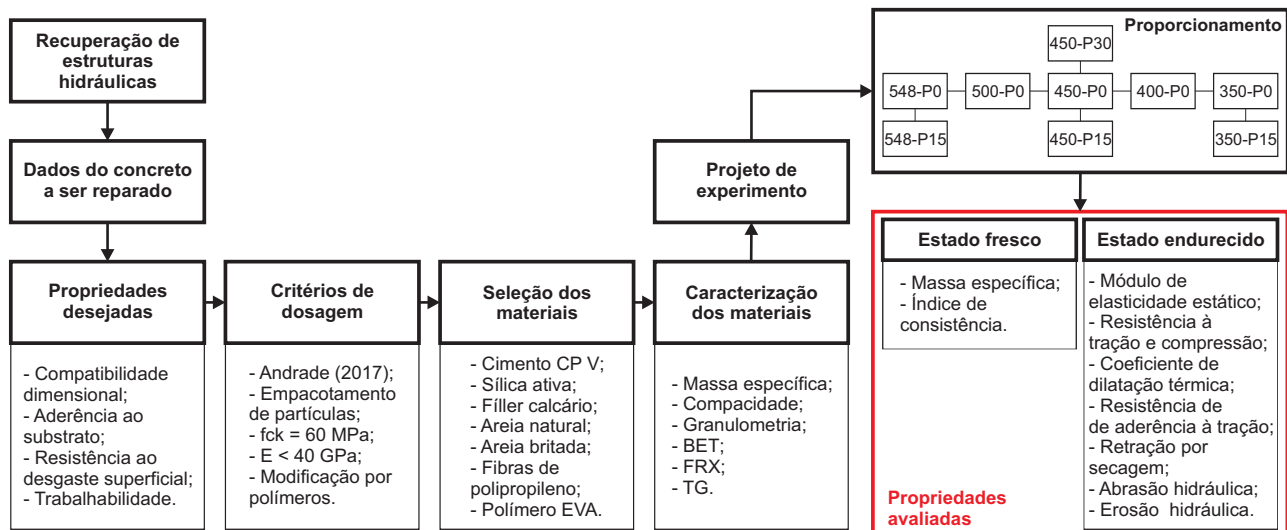 Recuperação de
estruturas
hidráulicas
Dados do concreto
a ser reparado
Propriedades
desejadas
- Compatibilidade
dimensional;
- Aderência ao
substrato;
- Resistência ao
desgaste superficial;
- Trabalhabilidade.
Critérios de
dosagem
- Andrade (2017);
- Empacotamento
de partículas;
- fck = 60 MPa;
- E < 40 GPa;
- Modificação por
polímeros.
Seleção dos
materiais
- Cimento CP V;
- Sílica ativa;
- Fíller calcário;
- Areia natural;
- Areia britada;
- Fibras de
polipropileno;
- Polímero EVA.
Caracterização
dos materiais
- Massa específica;
- Compacidade;
- Granulometria;
- BET;
- FRX;
- TG.
Projeto de
experimento
Proporcionamento
450-P30
548-P0 500-P0 450-P0 400-P0 350-P0
548-P15 450-P15 350-P15
Estado fresco
- Massa específica;
- Índice de
consistência.
Estado endurecido
- Módulo de
elasticidade estático;
- Resistência à
tração e compressão;
- Coeficiente de
dilatação térmica;
- Resistência de
de aderência à tração;
- Retração por
secagem;
- Abrasão hidráulica;
- Erosão hidráulica.
Propriedades
avaliadas